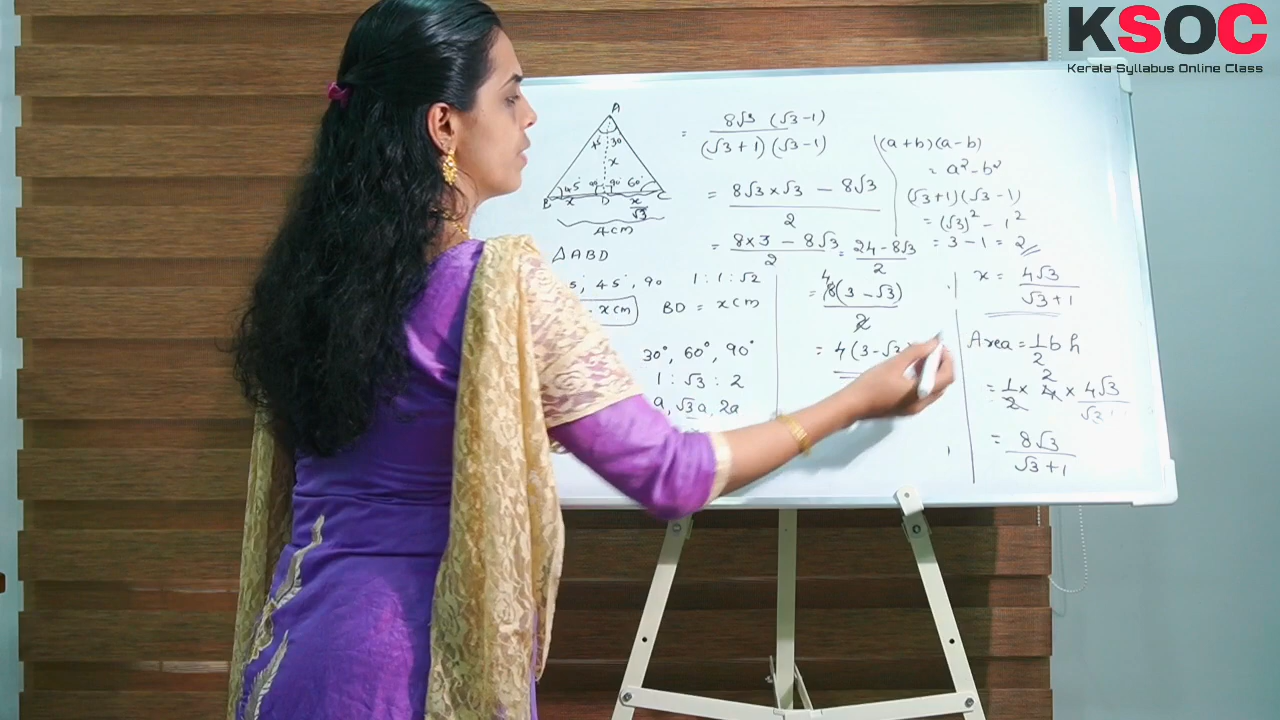 KSOC
Kerala Syllabus Online Class
A
45 30
x
45° 90 90° 60°
B x D x/√3 C
4cm
△ABD
45, 90 1:1:√2
x cm BD = x cm
30°, 60°, 90°
1 : √3 : 2
a, √3a, 2a
= 8√3 (√3-1) / (√3+1)(√3-1)
= 8√3×√3 - 8√3 / 2
= 8×3 - 8√3 / 2 = 24-8√3 / 2
= 4 8(3-√3) / 2
= 4(3-√3
(a+b)(a-b)
= a²-b²
(√3+1)(√3-1)
= (√3)² - 1²
= 3-1 = 2
x = 4√3 / √3+1
Area = 1/2 b h
= 1/2 × 4 2 × 4√3 /
= 8√3 / √3+1